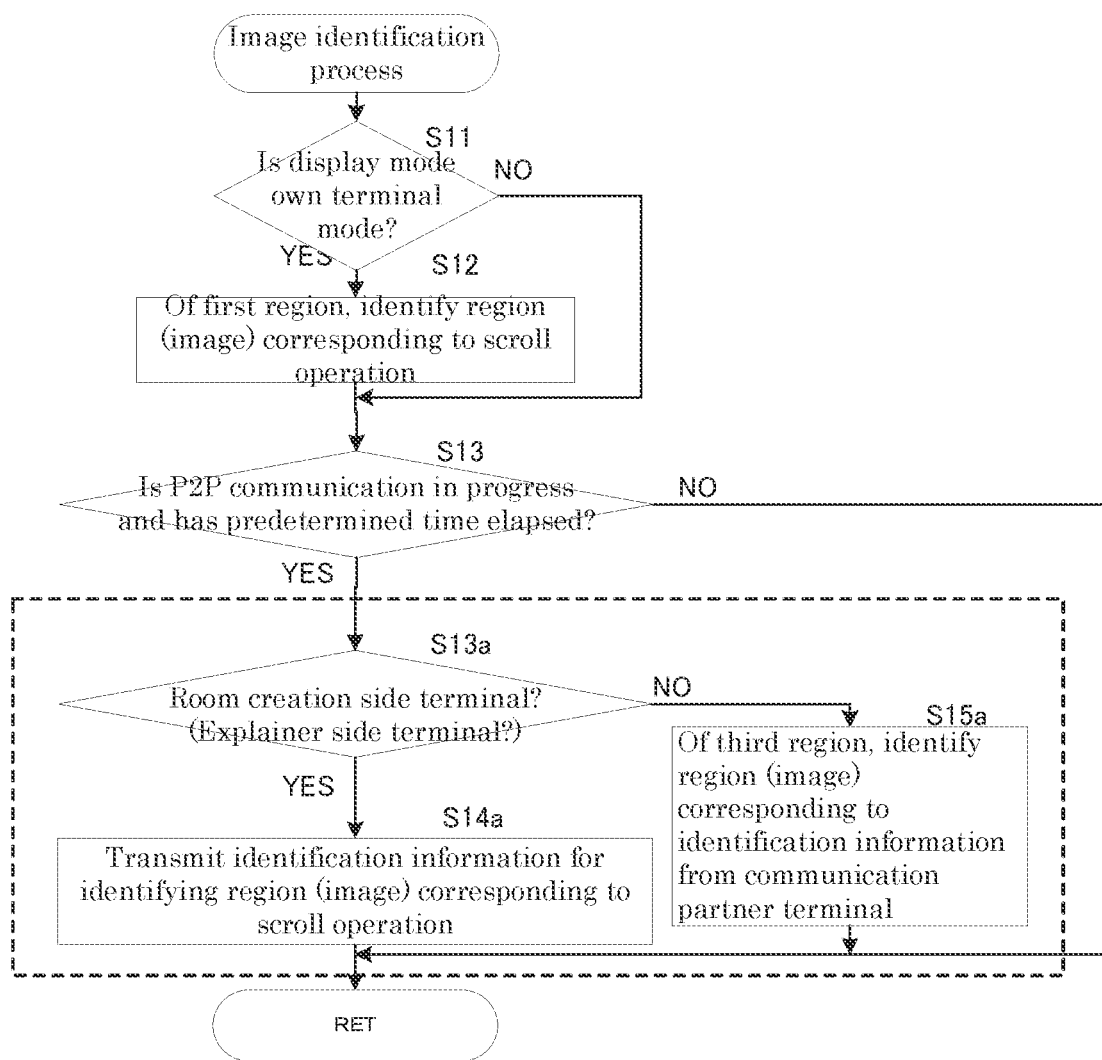 Image identification
process
S11
Is display mode
own terminal
mode?
NO
YES
S12
Of first region, identify region
(image) corresponding to scroll
operation
S13
Is P2P communication in progress
and has predetermined time elapsed?
NO
YES
S13a
Room creation side terminal?
(Explainer side terminal?)
NO
YES
S15a
Of third region, identify
region (image)
corresponding to
identification information
from communication
partner terminal
S14a
Transmit identification information for
identifying region (image) corresponding to
scroll operation
RET